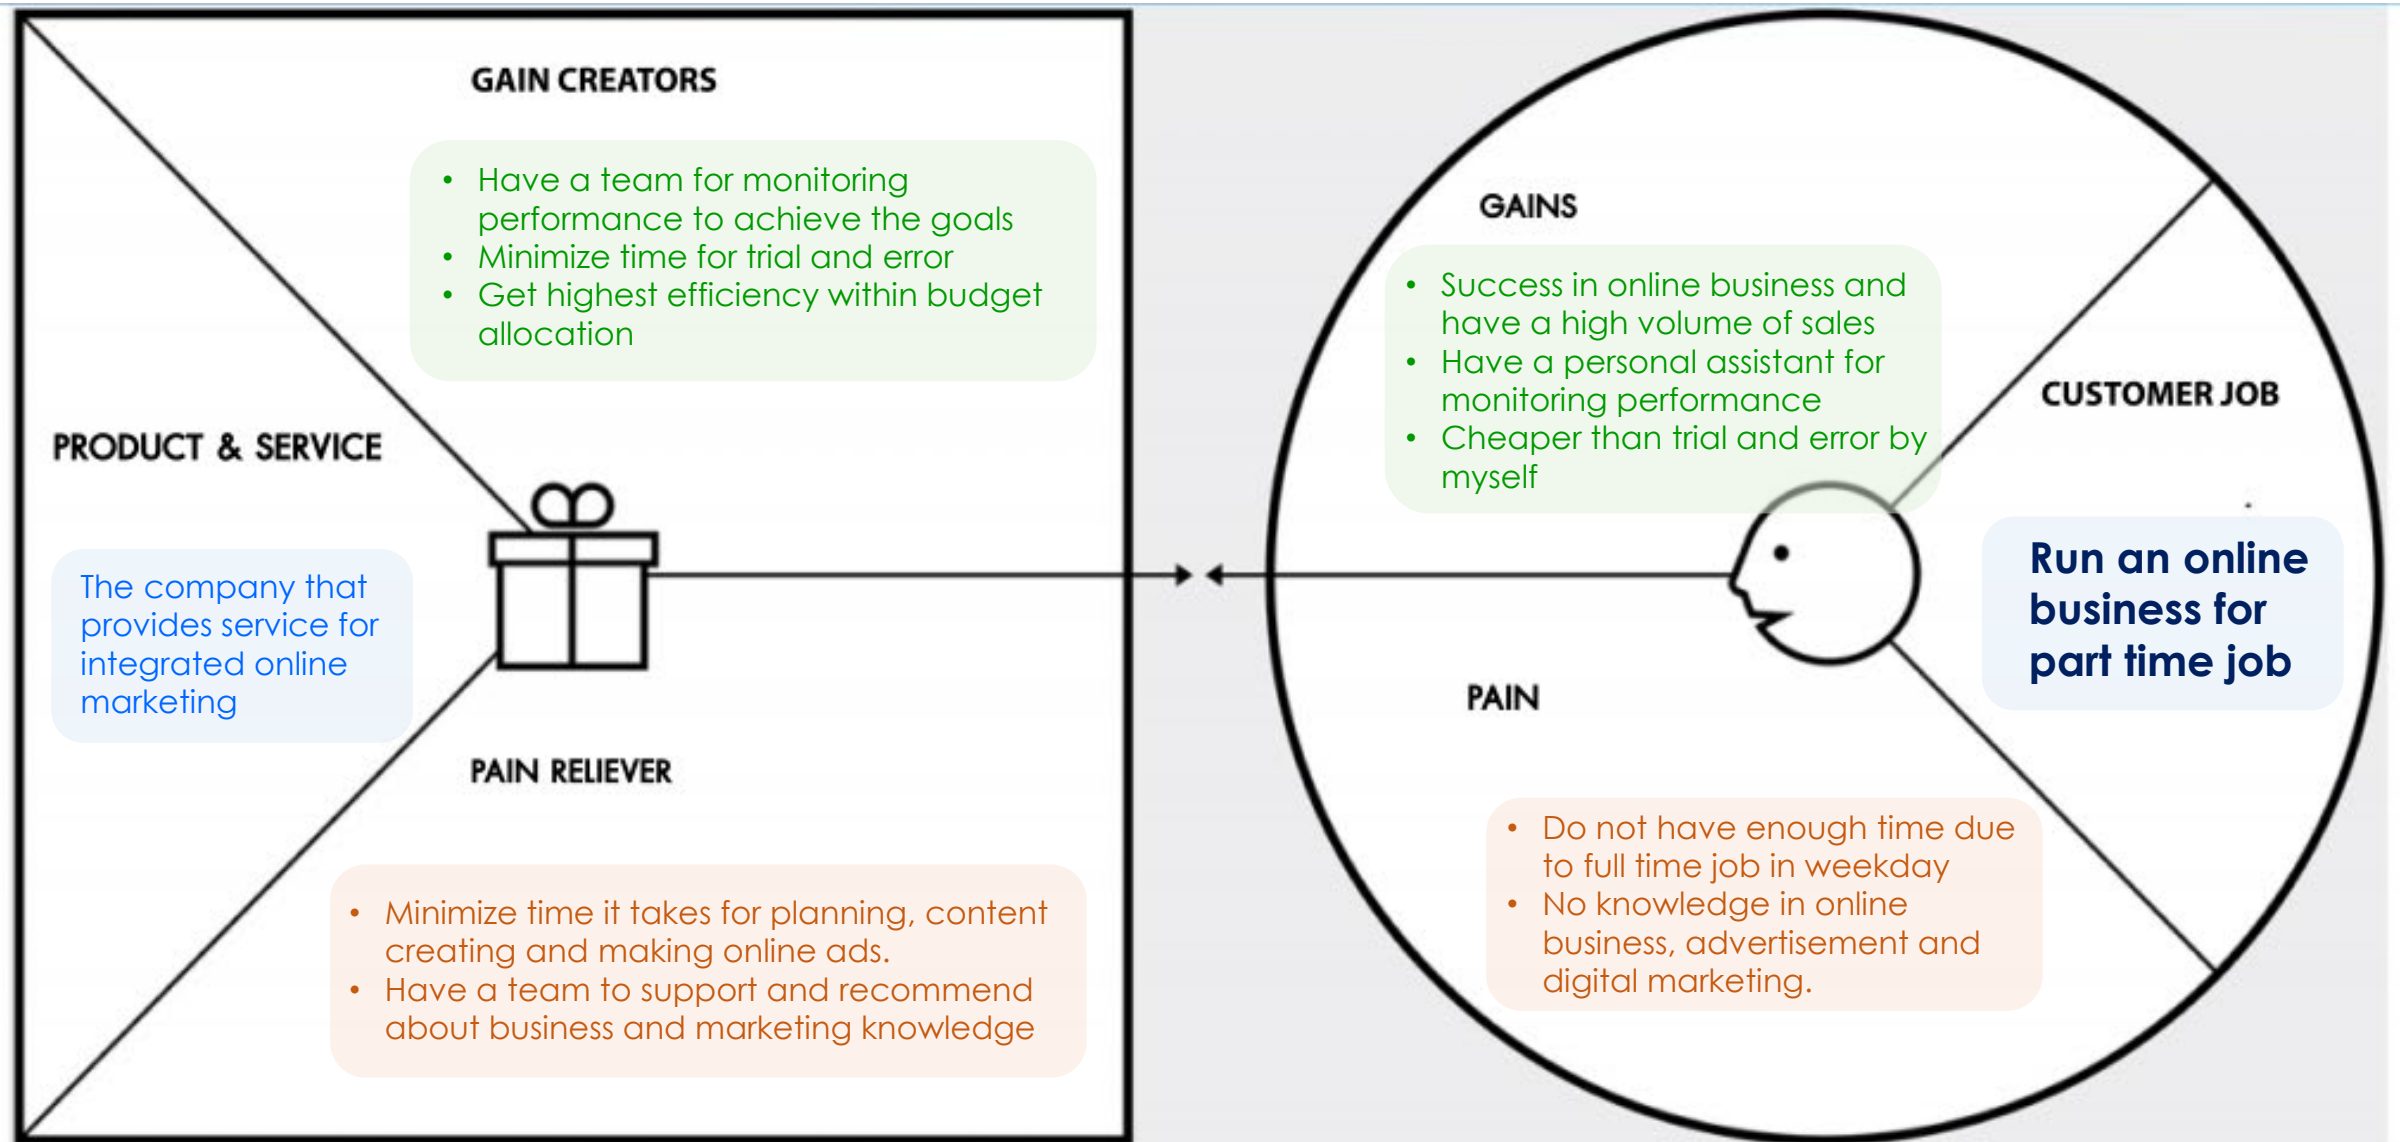 GAIN CREATORS
• Have a team for monitoring
performance to achieve the goals
• Minimize time for trial and error
• Get highest efficiency within budget
allocation
PRODUCT & SERVICE
The company that
provides service for
integrated online
marketing
PAIN RELIEVER
• Minimize time it takes for planning, content
creating and making online ads.
• Have a team to support and recommend
about business and marketing knowledge
GAINS
• Success in online business and
have a high volume of sales
• Have a personal assistant for
monitoring performance
• Cheaper than trial and error by
myself
CUSTOMER JOB
Run an online
business for
part time job
PAIN
• Do not have enough time due
to full time job in weekday
• No knowledge in online
business, advertisement and
digital marketing.